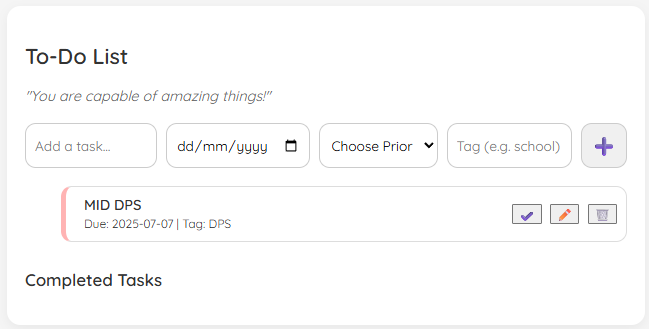 To-Do List
"You are capable of amazing things!"
Add a task...
dd/mm/yyyy
Choose Prior
Tag (e.g. school)
MID DPS
Due: 2025-07-07 | Tag: DPS
Completed Tasks